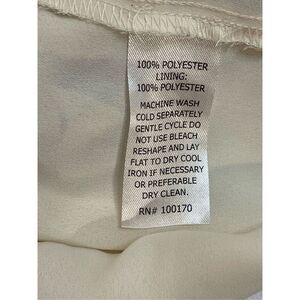 100% POLYESTER
LINING:
100% POLYESTER
MACHINE WASH
COLD SEPARATELY
GENTLE CYCLE DO
NOT USE BLEACH
RESHAPE AND LAY
FLAT TO DRY COOL
IRON IF NECESSARY
OR PREFERABLE
DRY CLEAN.
RN# 100170